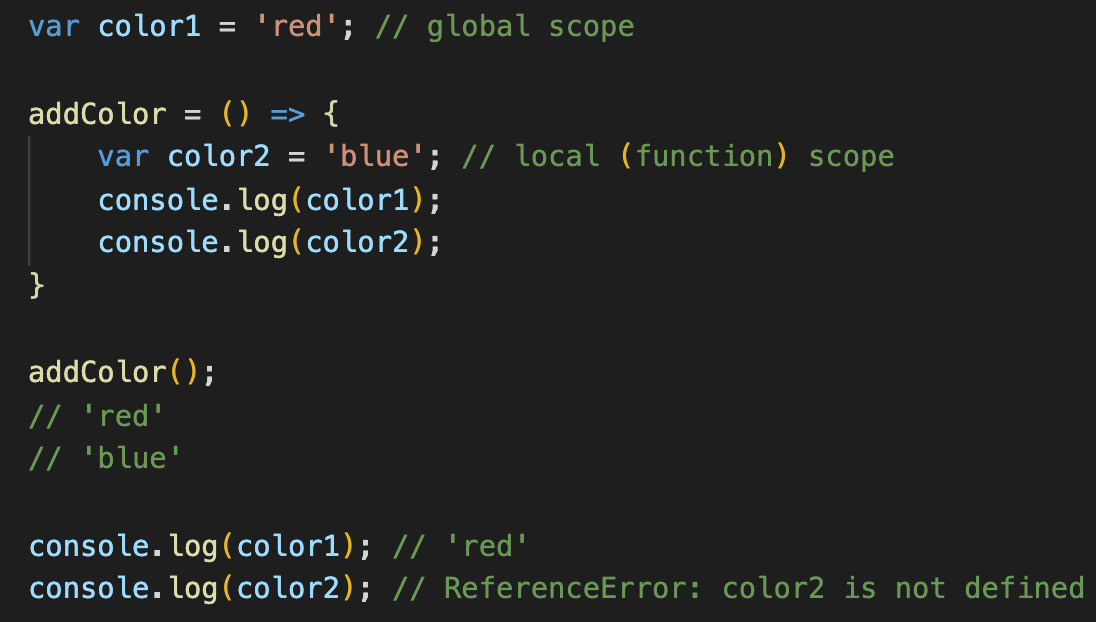 var color1 = 'red'; // global scope
addColor = () => {
var color2 = 'blue'; // local (function) scope
console.log(color1);
console.log(color2);
}
addColor();
// 'red'
// 'blue'
console.log(color1); // 'red'
console.log(color2); // ReferenceError: color2 is not defined